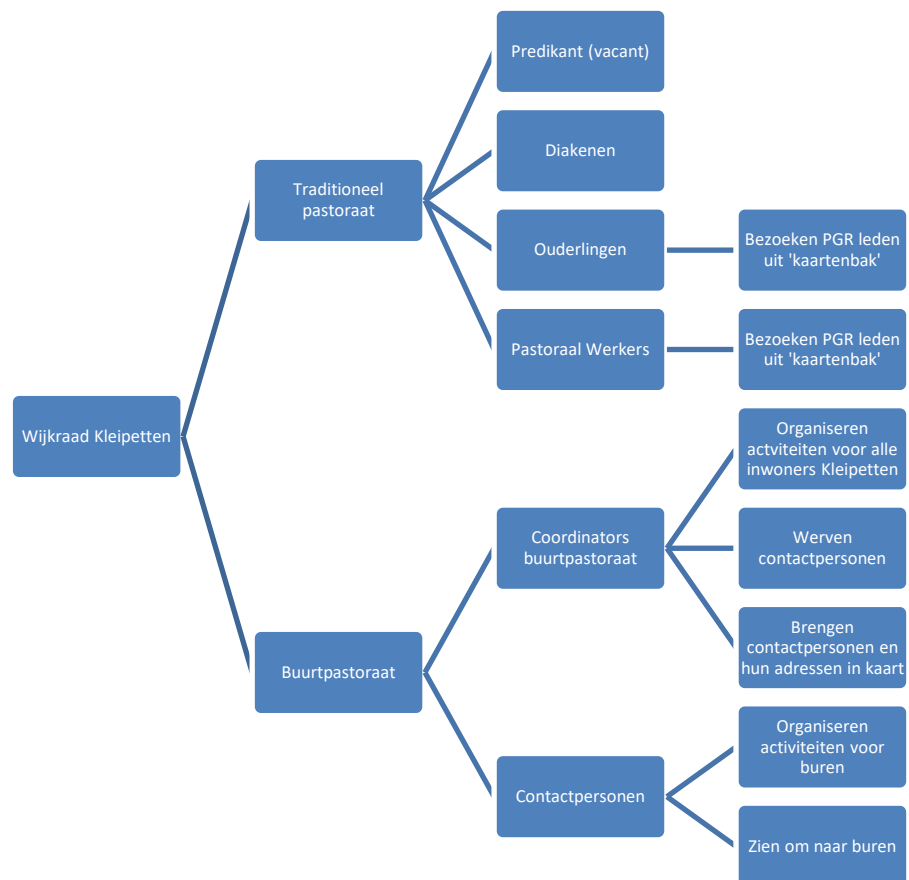 Predikant (vacant)
Diakenen
Traditioneel
pastoraat
Ouderlingen
Bezoeken PGR leden
uit 'kaartenbak'
Pastoraal Werkers
Bezoeken PGR leden
uit 'kaartenbak'
Wijkraad Kleipetten
Organiseren
actviteiten voor alle
inwoners Kleipetten
Coordinators
buurtpastoraat
Werven
contactpersonen
Brengen
contactpersonen en
hun adressen in kaart
Buurtpastoraat
Organiseren
activiteiten voor
buren
Contactpersonen
Zien om naar buren